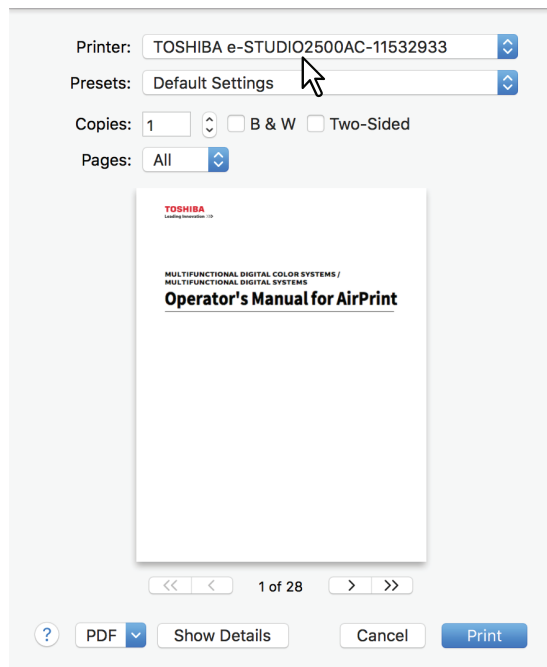 Printer: TOSHIBA e-STUDIO2500AC-11532933
Presets: Default Settings
Copies: 1 B & W Two-Sided
Pages: All
TOSHIBA
Leading Innovation >>>
MULTIFUNCTIONAL DIGITAL COLOR SYSTEMS /
MULTIFUNCTIONAL DIGITAL SYSTEMS
Operator's Manual for AirPrint
<< < 1 of 28 > >>
? PDF Show Details Cancel Print